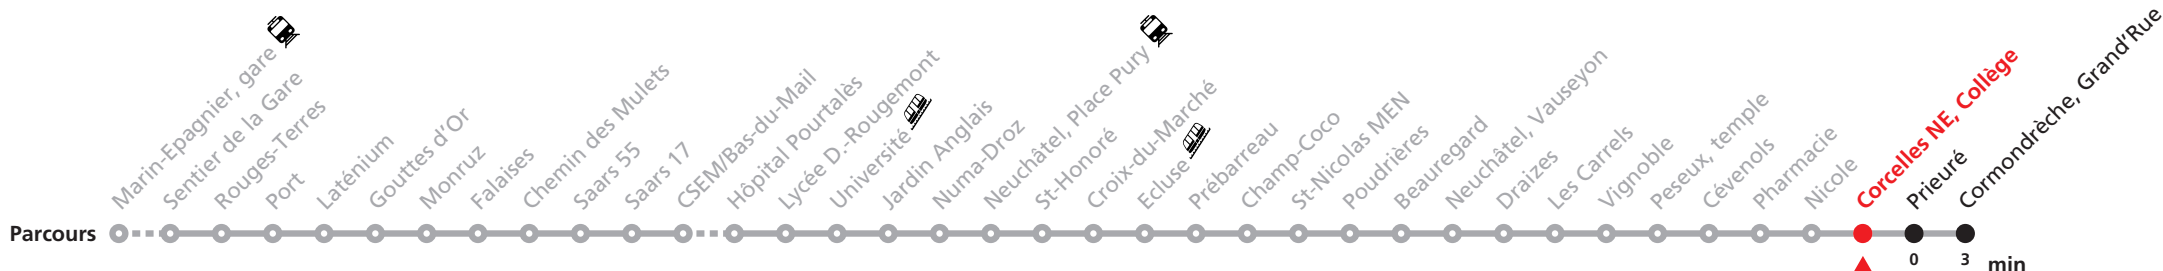 Parcours
Marin-Epagnier, gare
Sentier de la Gare
Rouges-Terres
Port
Laténium
Gouttes d'Or
Monruz
Falaises
Chemin des Mulets
Saars 55
Saars 17
CSEM/Bas-du-Mail
Hôpital Pourtalès
Lycée D.-Rougemont
Université
Jardin Anglais
Numa-Droz
Neuchâtel, Place Pury
St-Honoré
Croix-du-Marché
Ecluse
Prébarreau
Champ-Coco
St-Nicolas MEN
Poudrières
Beauregard
Neuchâtel, Vauseyon
Draizes
Les Carrels
Vignoble
Peseux, temple
Cévenols
Pharmacie
Nicole
Corcelles NE, Collège
Prieuré
Cormondrèche, Grand'Rue
0 3 min